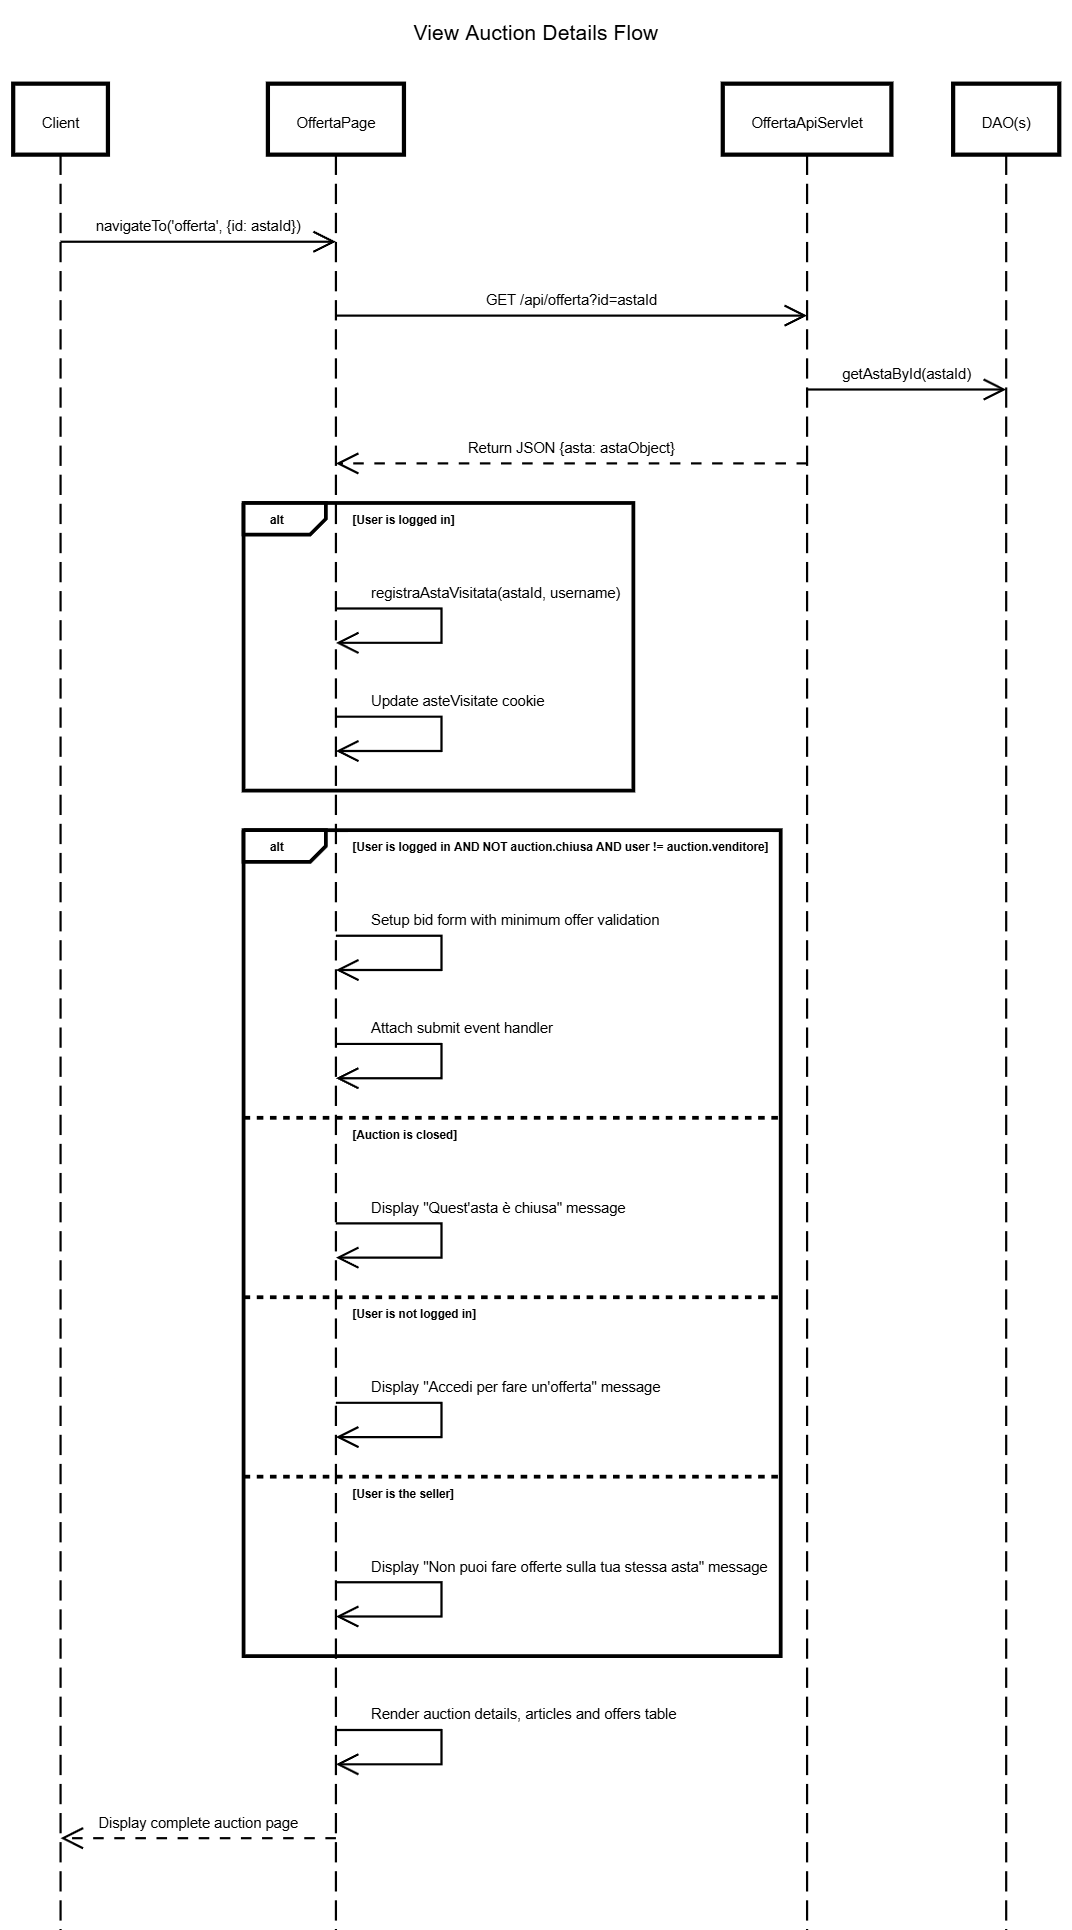 View Auction Details Flow
Client
OffertaPage
OffertaApiServlet
DAO(s)
navigateTo('offerta', {id: astaId})
GET /api/offerta?id=astaId
getAstaById(astaId)
Return JSON {asta: astaObject}
alt
[User is logged in]
registraAstaVisitata(astaId, username)
Update asteVisitate cookie
alt
[User is logged in AND NOT auction.chiusa AND user != auction.venditore]
Setup bid form with minimum offer validation
Attach submit event handler
[Auction is closed]
Display "Quest'asta è chiusa" message
[User is not logged in]
Display "Accedi per fare un'offerta" message
[User is the seller]
Display "Non puoi fare offerte sulla tua stessa asta" message
Render auction details, articles and offers table
Display complete auction page